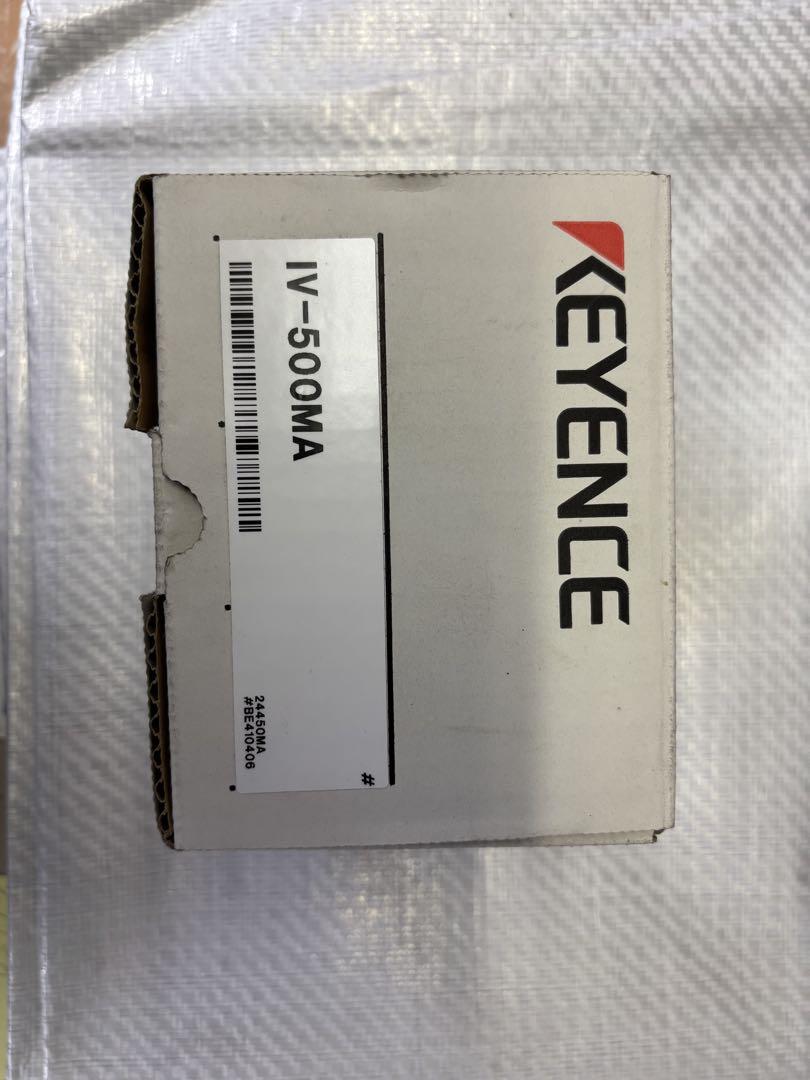 KEYENCE
#
IV-500MA
24450MA
#BE410406